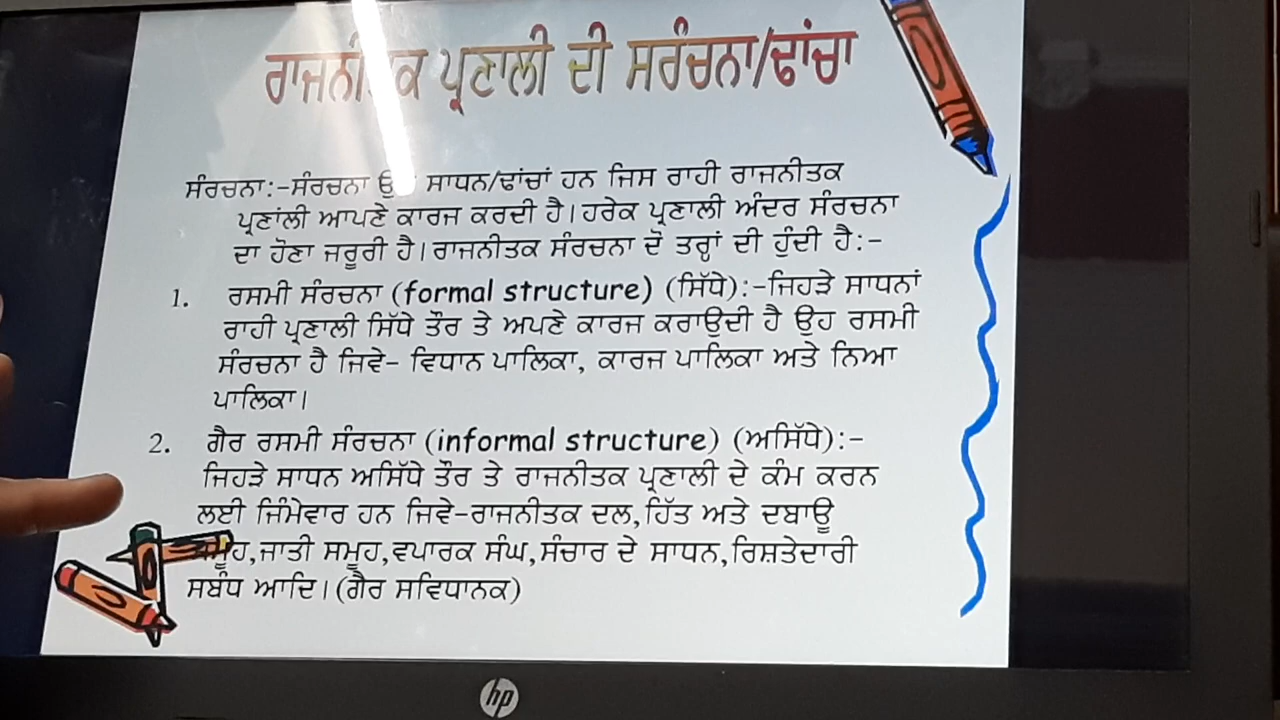 ਰਾਜਨੀਤਕ ਪ੍ਰਣਾਲੀ ਦੀ ਸਰੰਚਨਾ/ਢਾਂਚਾ
ਸੰਰਚਨਾ:-ਸੰਰਚਨਾ ਸਾਧਨ/ਢਾਂਚਾਂ ਹਨ ਜਿਸ ਰਾਹੀ ਰਾਜਨੀਤਕ
ਪ੍ਰਣਾਂਲੀ ਆਪਣੇ ਕਾਰਜ ਕਰਦੀ ਹੈ।ਹਰੇਕ ਪ੍ਰਣਾਲੀ ਅੰਦਰ ਸੰਰਚਨਾ
ਦਾ ਹੋਣਾ ਜਰੂਰੀ ਹੈ।ਰਾਜਨੀਤਕ ਸੰਰਚਨਾ ਦੋ ਤਰ੍ਹਾਂ ਦੀ ਹੁੰਦੀ ਹੈ:-
1. ਰਸਮੀ ਸੰਰਚਨਾ (formal structure) (ਸਿੱਧੇ):-ਜਿਹੜੇ ਸਾਧਨਾਂ
ਰਾਹੀ ਪ੍ਰਣਾਲੀ ਸਿੱਧੇ ਤੌਰ ਤੇ ਅਪਣੇ ਕਾਰਜ ਕਰਾਉਦੀ ਹੈ ਉਹ ਰਸਮੀ
ਸੰਰਚਨਾ ਹੈ ਜਿਵੇ- ਵਿਧਾਨ ਪਾਲਿਕਾ, ਕਾਰਜ ਪਾਲਿਕਾ ਅਤੇ ਨਿਆ
ਪਾਲਿਕਾ।
2. ਗੈਰ ਰਸਮੀ ਸੰਰਚਨਾ (informal structure) (ਅਸਿੱਧੇ):-
ਜਿਹੜੇ ਸਾਧਨ ਅਸਿੱਧੇ ਤੌਰ ਤੇ ਰਾਜਨੀਤਕ ਪ੍ਰਣਾਲੀ ਦੇ ਕੰਮ ਕਰਨ
ਲਈ ਜਿੰਮੇਵਾਰ ਹਨ ਜਿਵੇ-ਰਾਜਨੀਤਕ ਦਲ,ਹਿੱਤ ਅਤੇ ਦਬਾਊ
ਸਮੂਹ,ਜਾਤੀ ਸਮੂਹ,ਵਪਾਰਕ ਸੰਘ,ਸੰਚਾਰ ਦੇ ਸਾਧਨ,ਰਿਸ਼ਤੇਦਾਰੀ
ਸਬੰਧ ਆਦਿ।(ਗੈਰ ਸਵਿਧਾਨਕ)
hp